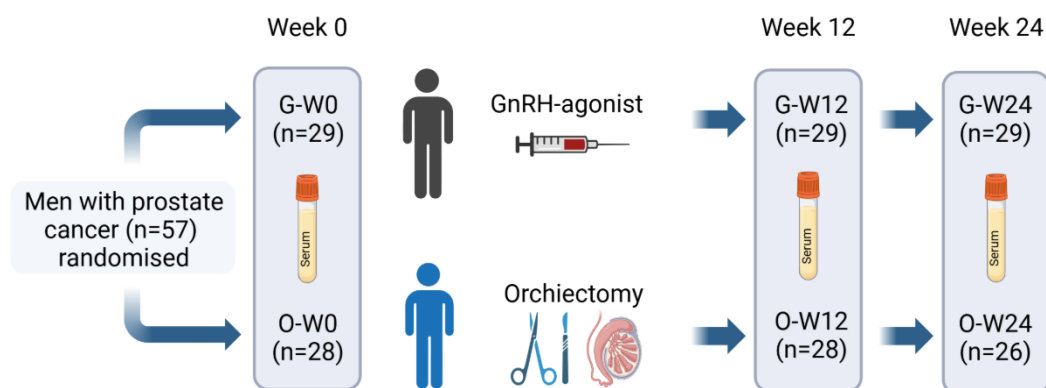 Week 0
Week 12
Week 24
G-W0
(n=29)
GnRH-agonist
G-W12
(n=29)
G-W24
(n=29)
Men with prostate
cancer (n=57)
randomised
Serum
Serum
Serum
O-W0
(n=28)
Orchiectomy
O-W12
(n=28)
O-W24
(n=26)